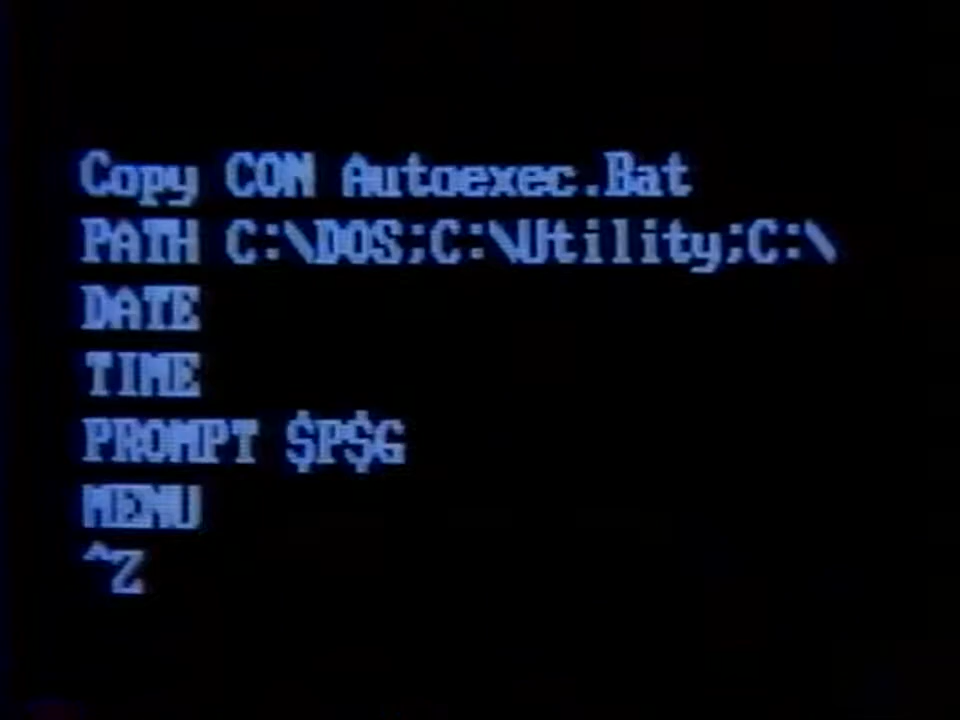 Copy CON Autoexec.Bat
PATH C:\DOS;C:\Utility;C:\
DATE
TIME
PROMPT $P$G
MENU
^Z